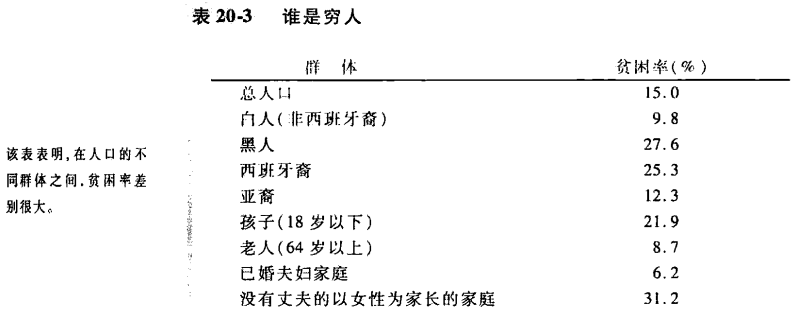 表 20-3 谁是穷人
群 体 贫困率(%)
总人口 15.0
白人(非西班牙裔) 9.8
黑人 27.6
西班牙裔 25.3
亚裔 12.3
孩子(18 岁以下) 21.9
老人(64 岁以上) 8.7
已婚夫妇家庭 6.2
没有丈夫的以女性为家长的家庭 31.2
该表表明,在人口的不
同群体之间,贫困率差
别很大。